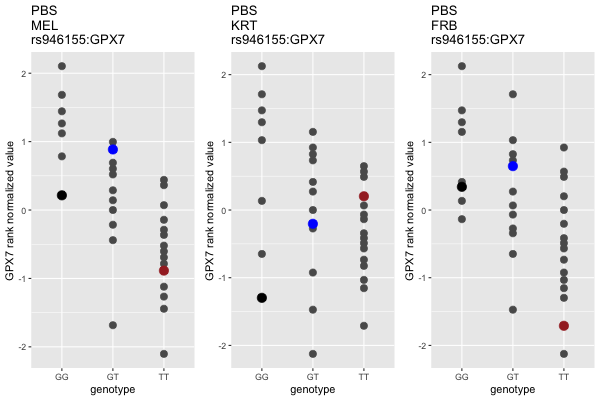 PBS
MEL
rs946155:GPX7
GPX7 rank normalized value
2
1
0
-1
-2
GG GT TT
genotype
PBS
KRT
rs946155:GPX7
GPX7 rank normalized value
2
1
0
-1
-2
GG GT TT
genotype
PBS
FRB
rs946155:GPX7
GPX7 rank normalized value
2
1
0
-1
-2
GG GT TT
genotype